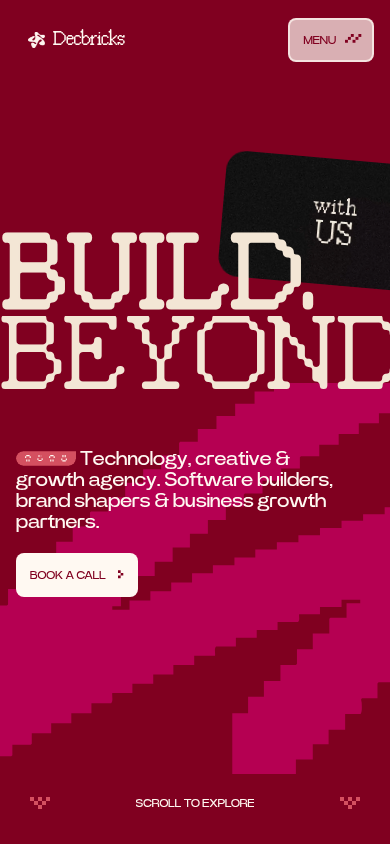 Decbricks
MENU
with
US
BUILD.
BEYOND
Technology, creative &
growth agency. Software builders,
brand shapers & business growth
partners.
BOOK A CALL
SCROLL TO EXPLORE